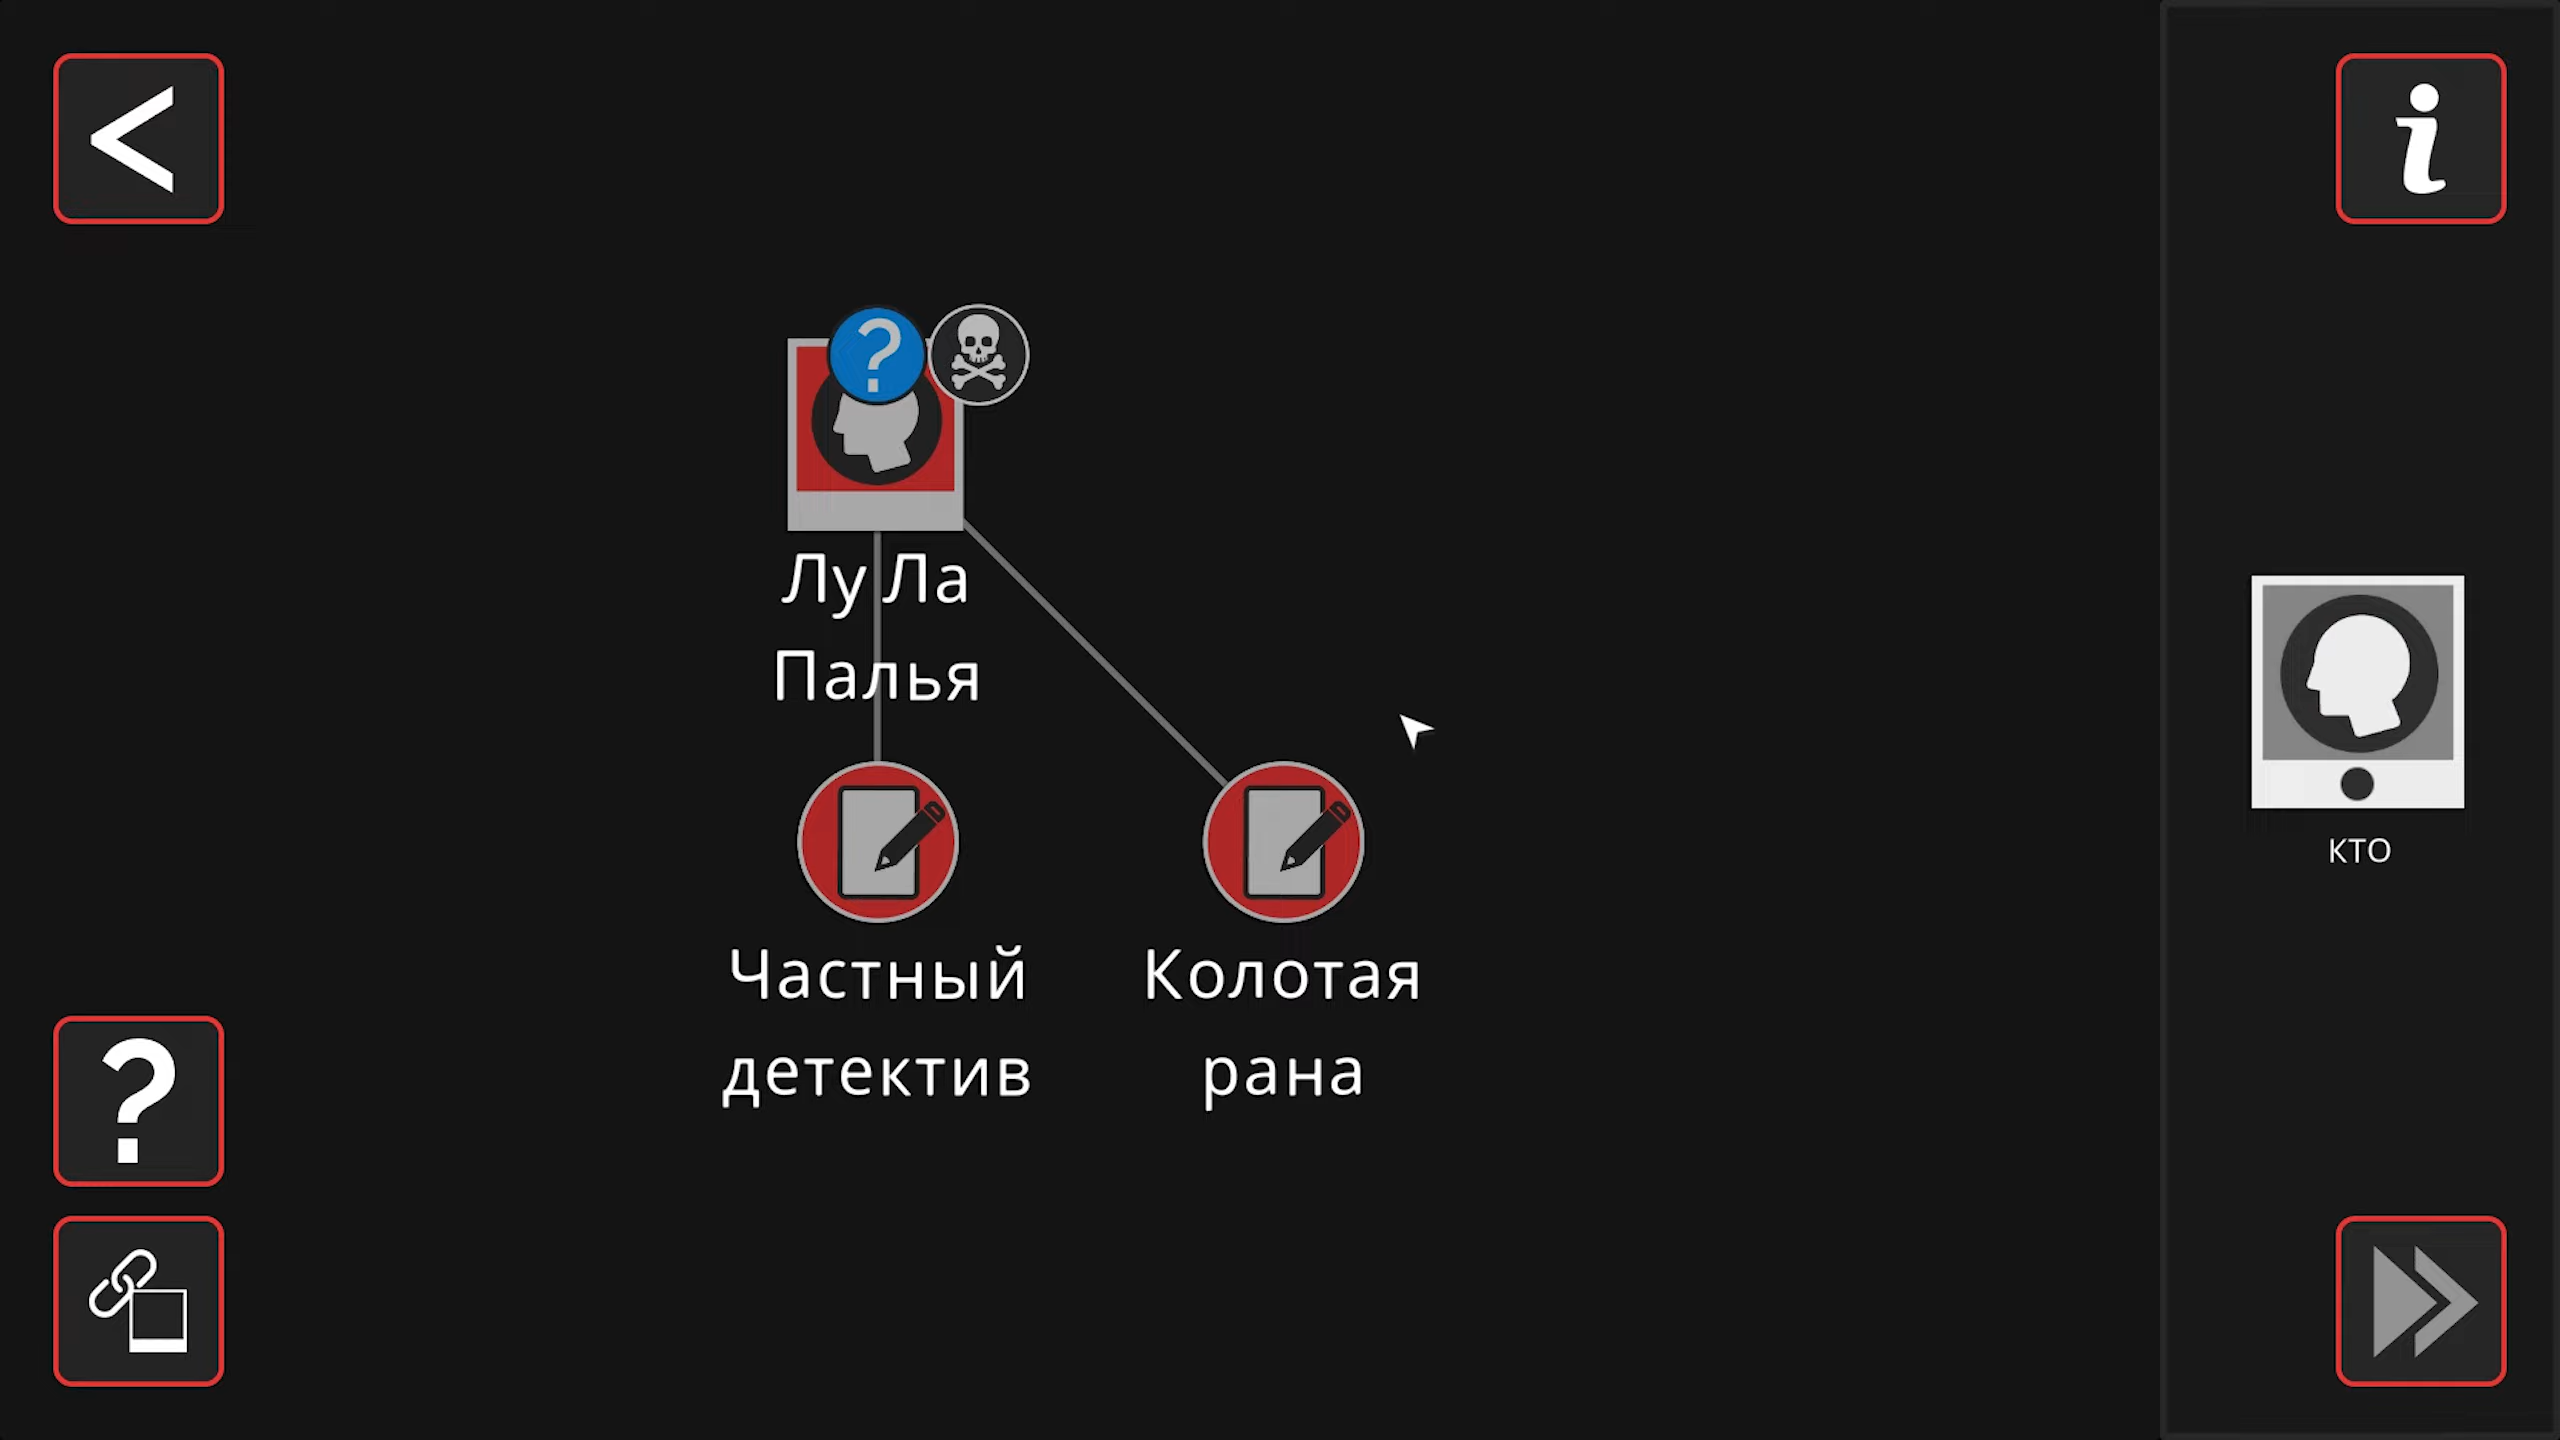 Лу Ла
Палья
Частный
детектив
Колотая
рана
КТО